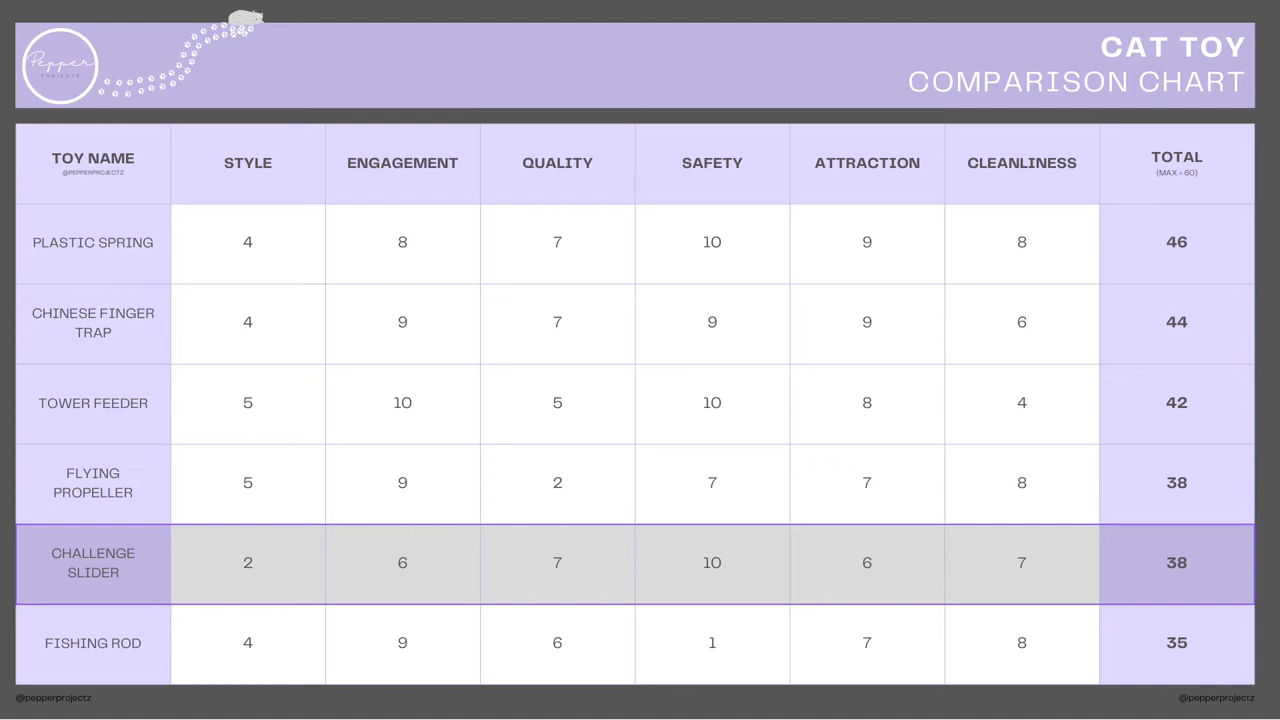 Pepper
PROJECTZ
CAT TOY
COMPARISON CHART
TOY NAME
@PEPPERPROJECTZ
STYLE
ENGAGEMENT
QUALITY
SAFETY
ATTRACTION
CLEANLINESS
TOTAL
(MAX = 60)
PLASTIC SPRING 4 8 7 10 9 8 46
CHINESE FINGER
TRAP
4 9 7 9 9 6 44
TOWER FEEDER 5 10 5 10 8 4 42
FLYING
PROPELLER
5 9 2 7 7 8 38
CHALLENGE
SLIDER
2 6 7 10 6 7 38
FISHING ROD 4 9 6 1 7 8 35
@pepperprojectz
@pepperprojectz